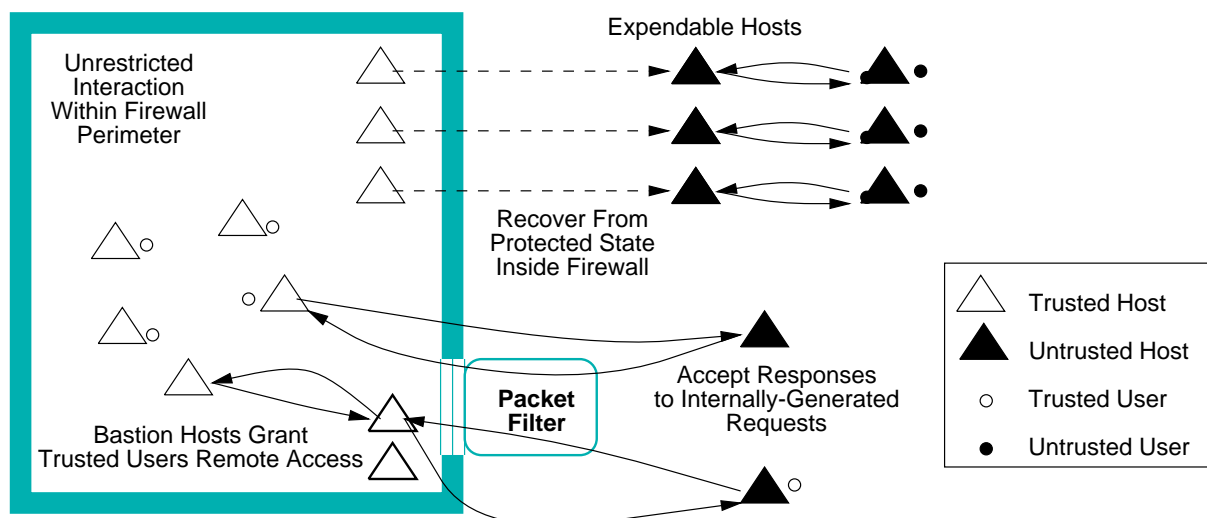 Expendable Hosts
Unrestricted
Interaction
Within Firewall
Perimeter
Recover From
Protected State
Inside Firewall
Trusted Host
Untrusted Host
Trusted User
Untrusted User
Packet
Filter
Accept Responses
to Internally-Generated
Requests
Bastion Hosts Grant
Trusted Users Remote Access